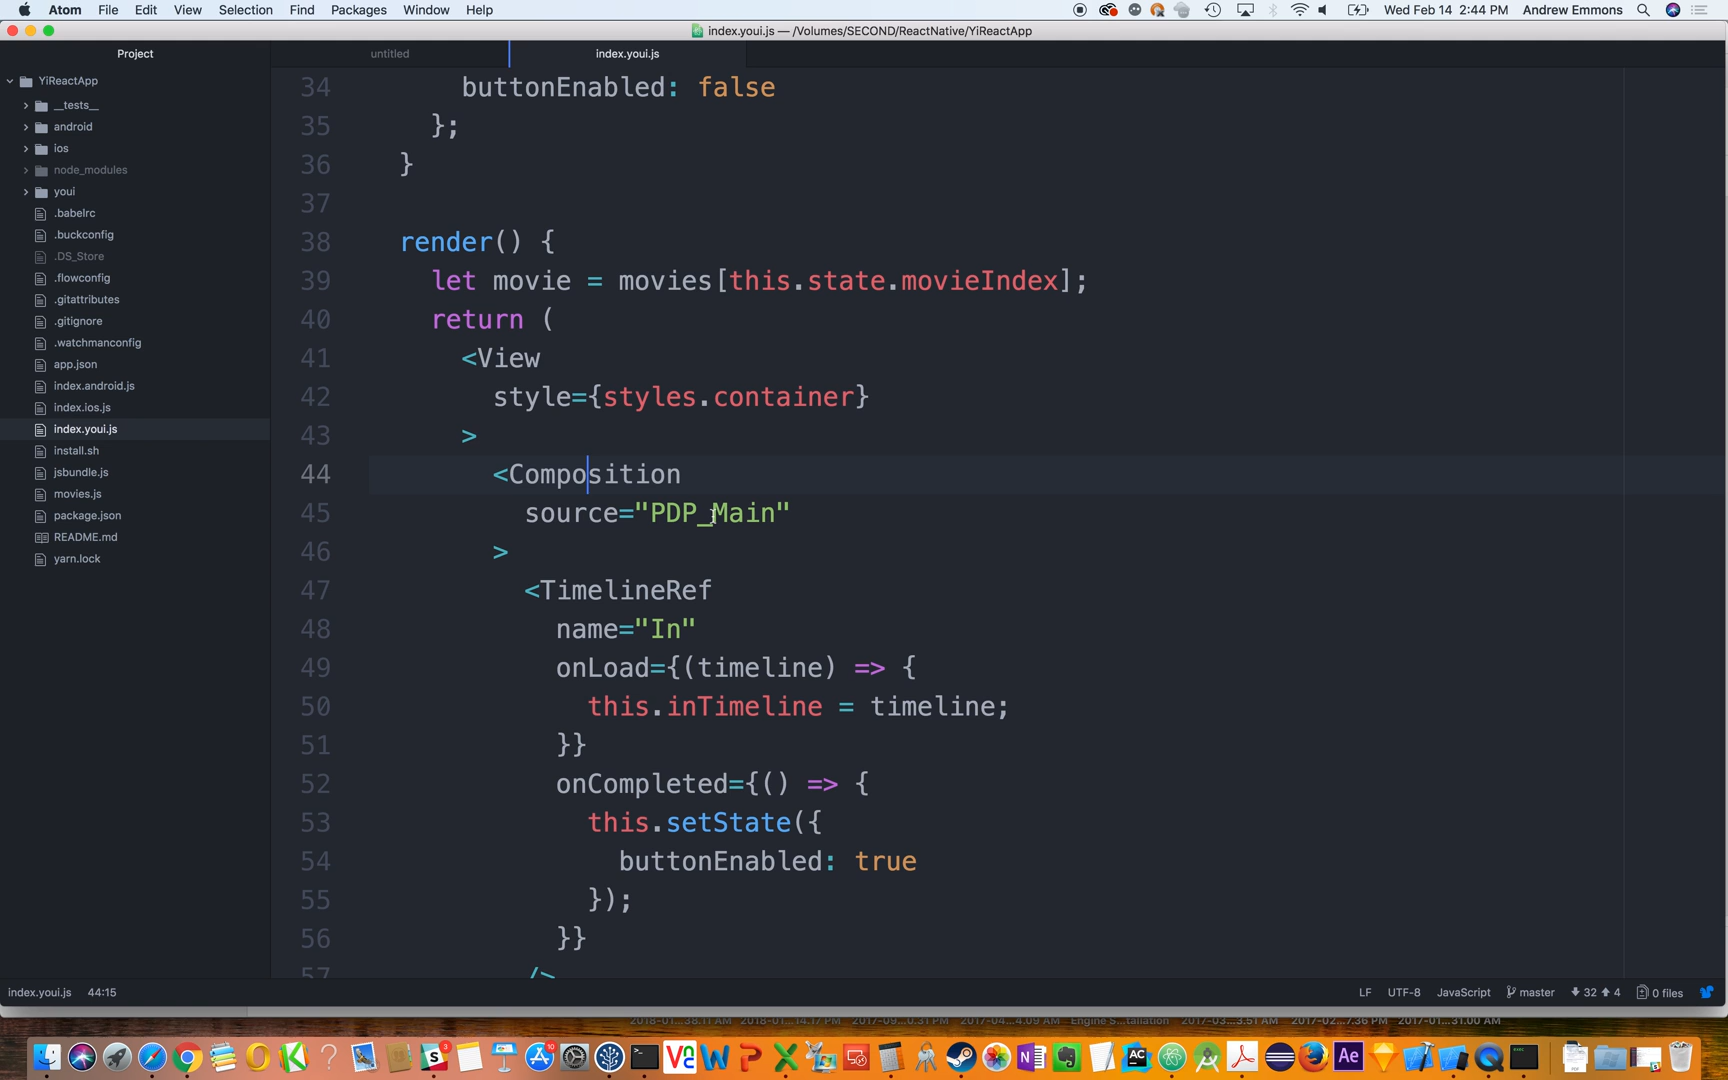 Atom File Edit View Selection Find Packages Window Help Wed Feb 14 2:44 PM Andrew Emmons
index.youi.js — /Volumes/SECOND/ReactNative/YiReactApp
Project untitled index.youi.js
YiReactApp
__tests__
android
ios
node_modules
youi
.babelrc
.buckconfig
.DS_Store
.flowconfig
.gitattributes
.gitignore
.watchmanconfig
app.json
index.android.js
index.ios.js
index.youi.js
install.sh
jsbundle.js
movies.js
package.json
README.md
yarn.lock
34 buttonEnabled: false
35 };
36 }
37
38 render() {
39 let movie = movies[this.state.movieIndex];
40 return (
41 <View
42 style={styles.container}
43 >
44 <Composition
45 source="PDP_Main"
46 >
47 <TimelineRef
48 name="In"
49 onLoad={(timeline) => {
50 this.inTimeline = timeline;
51 }}
52 onCompleted={() => {
53 this.setState({
54 buttonEnabled: true
55 });
56 }}
57 />
index.youi.js 44:15 LF UTF-8 JavaScript master 32 4 0 files